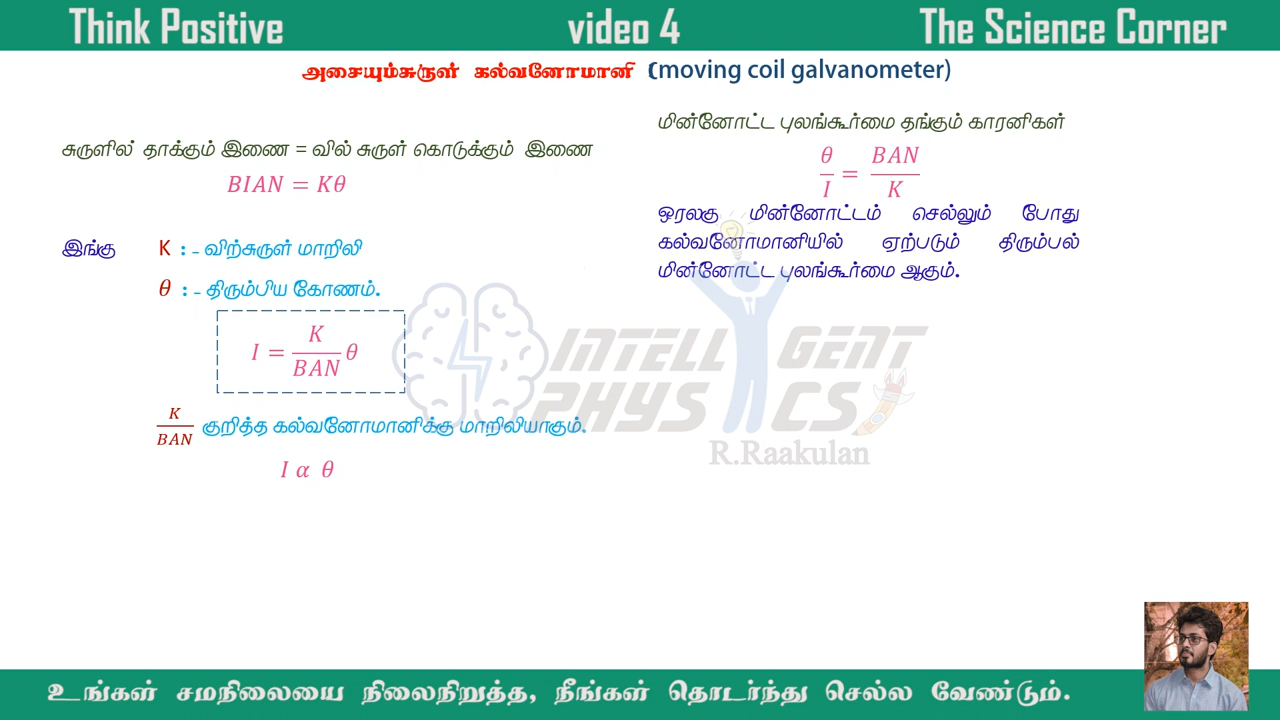 Think Positive
video 4
The Science Corner
அசையும்சுருள் கல்வனோமானி (moving coil galvanometer)
சுருளில் தாக்கும் இணை = வில் சுருள் கொடுக்கும் இணை
BIAN = Kθ
இங்கு K : - விற்சுருள் மாறிலி
θ : - திரும்பிய கோணம்.
I = K/BAN θ
K/BAN குறித்த கல்வனோமானிக்கு மாறிலியாகும்.
I α θ
மின்னோட்ட புலங்கூர்மை தங்கும் காரனிகள்
θ/I = BAN/K
ஒரலகு மின்னோட்டம் செல்லும் போது
கல்வனோமானியில் ஏற்படும் திரும்பல்
மின்னோட்ட புலங்கூர்மை ஆகும்.
INTELLIGENT
PHYSICS
R.Raakulan
உங்கள் சமநிலையை நிலைநிறுத்த, நீங்கள் தொடர்ந்து செல்ல வேண்டும்.